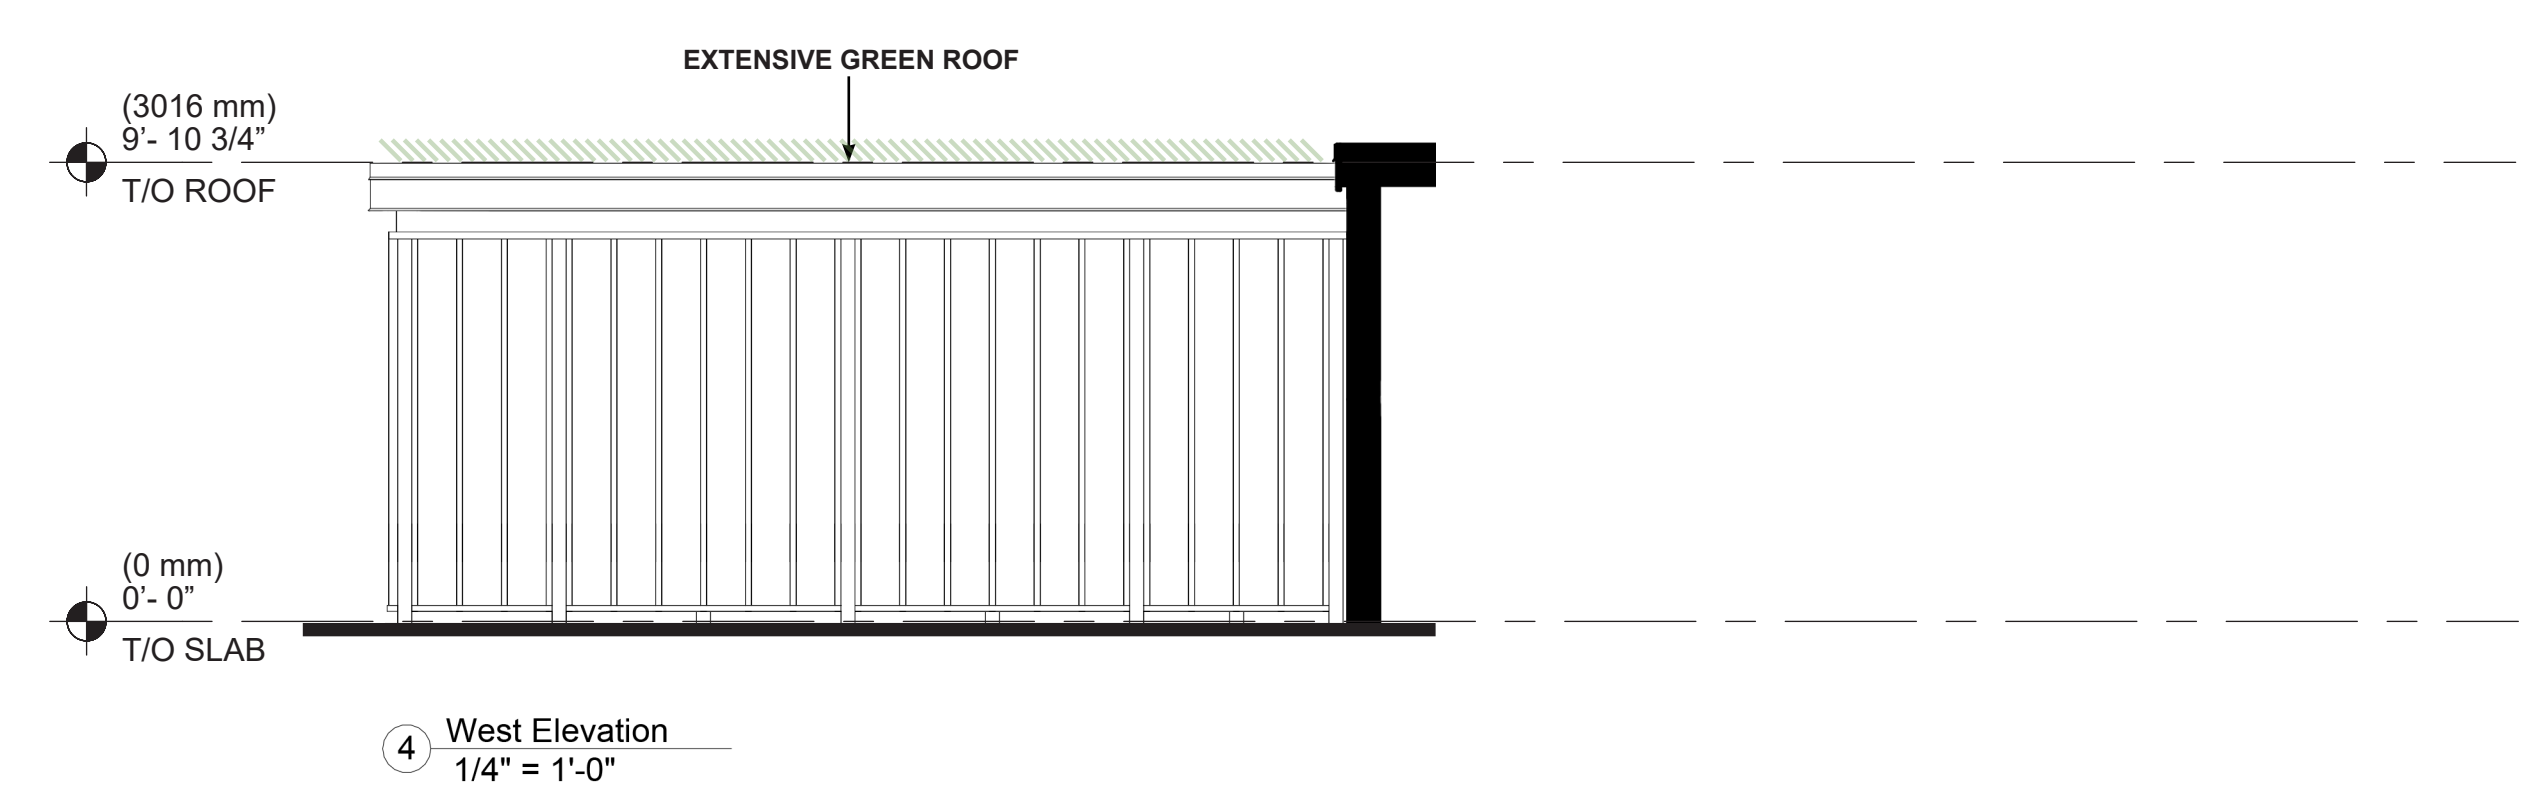 EXTENSIVE GREEN ROOF
(3016 mm)
9’- 10 3/4”
T/O ROOF
(0 mm)
0’- 0”
T/O SLAB
4
West Elevation
1/4" = 1'-0"